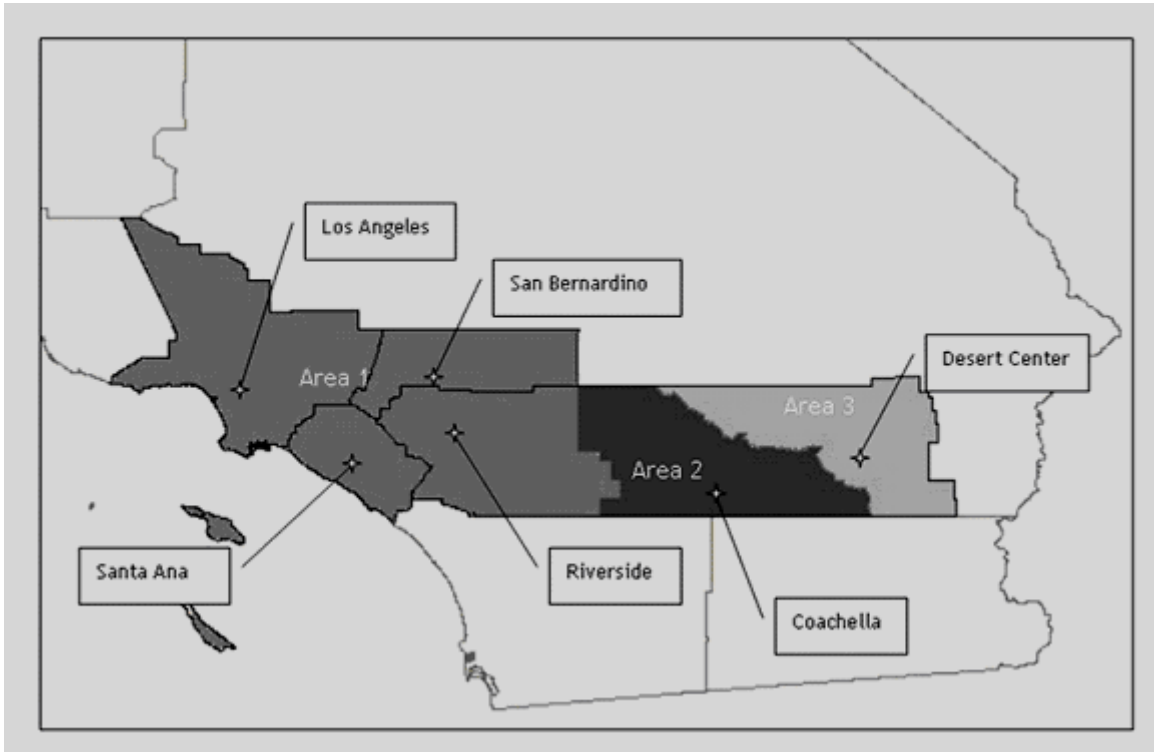 Los Angeles
San Bernardino
Desert Center
Area 1
Area 3
Area 2
Santa Ana
Riverside
Coachella